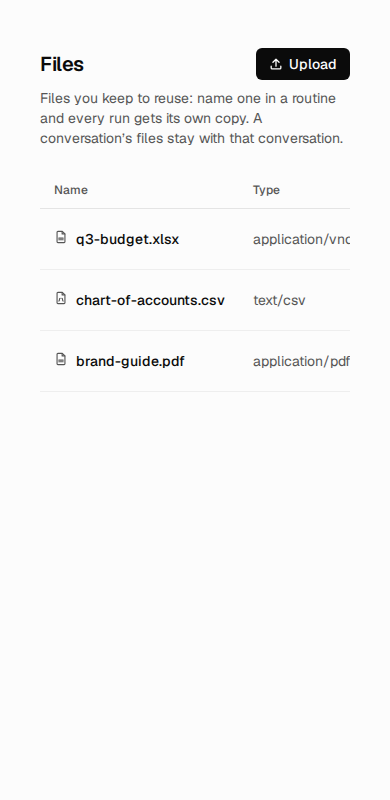 Files
Upload
Files you keep to reuse: name one in a routine
and every run gets its own copy. A
conversation's files stay with that conversation.
Name Type
q3-budget.xlsx
chart-of-accounts.csv text/csv
brand-guide.pdf application/pdf